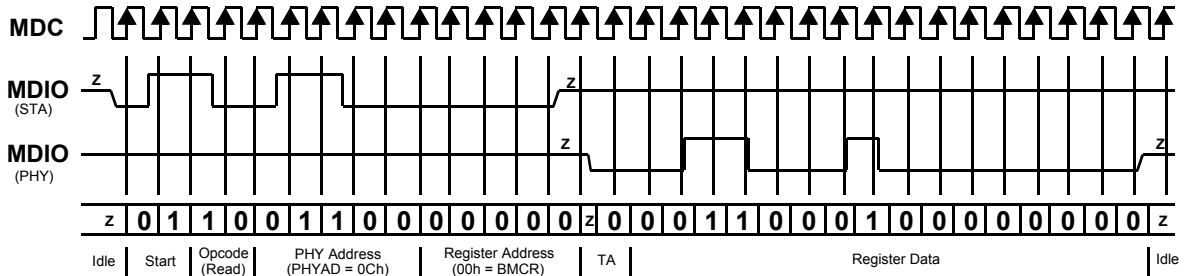 MDC
z
MDIO
(STA)
z
MDIO
(PHY)
z
z
z 0 1 1 0 0 1 1 0 0 0 0 0 0 0 z 0 0 0 1 1 0 0 0 1 0 0 0 0 0 0 0 0 z
Idle Start Opcode (Read) PHY Address (PHYAD = 0Ch) Register Address (00h = BMCR) TA Register Data Idle